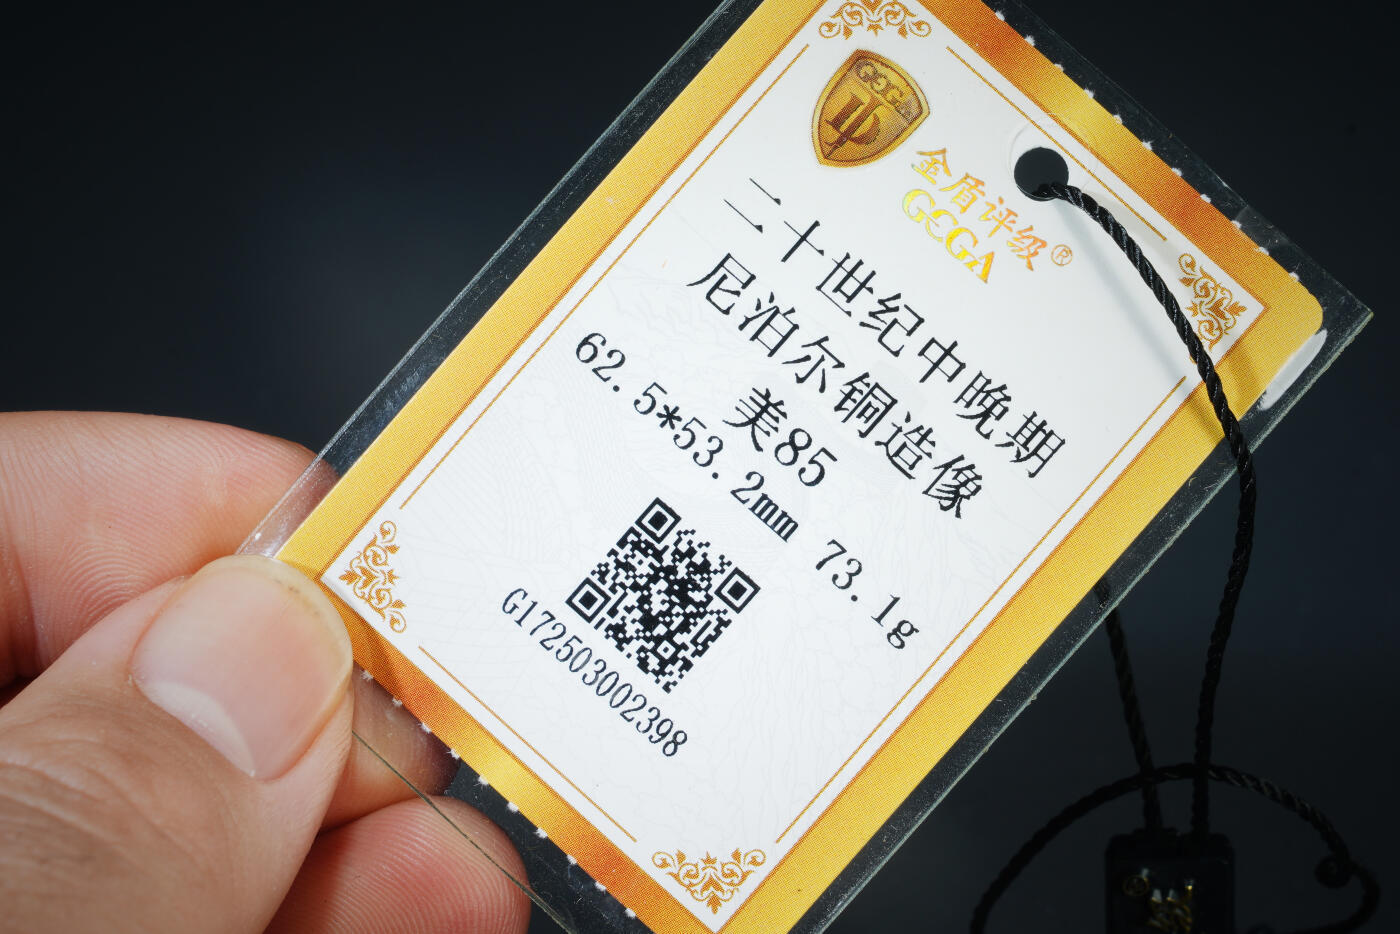 GCGA
金盾评级®
GCGA
二十世纪中晚期
尼泊尔铜造像
美85
62.5*53.2mm 73.1g
G172503002398